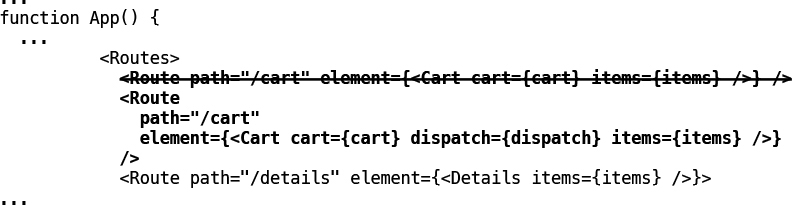 ...
function App() {
  ...
          <Routes>
            <Route path="/cart" element={<Cart cart={cart} items={items} />} />
            <Route
              path="/cart"
              element={<Cart cart={cart} dispatch={dispatch} items={items} />}
            />
            <Route path="/details" element={<Details items={items} />}>
...